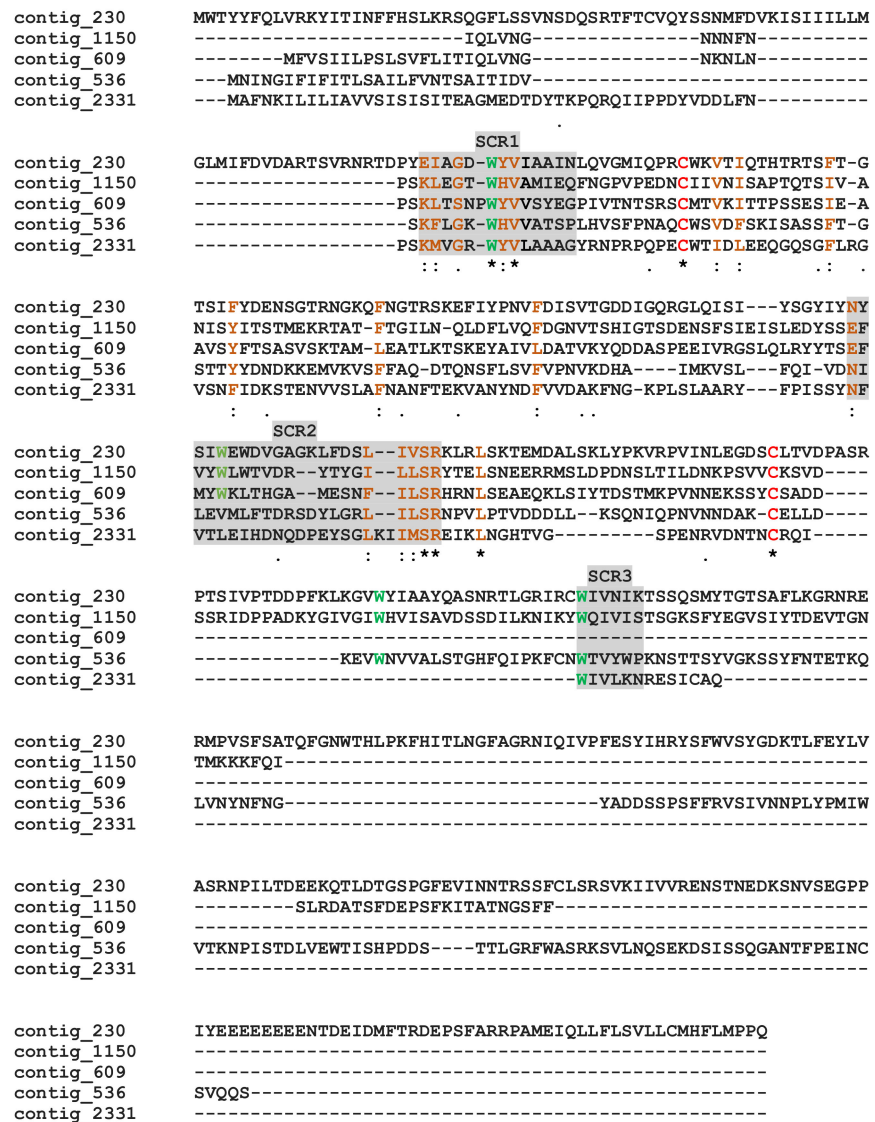 contig_230 MWTYYFQLVRKYITINFFHSLKRSQGFLSSVNSDQSRTFTCVQYSSNMFDVKISIIILLM
contig_1150 ------------------------IQLVNG---------------NNNFN----------
contig_609 --------MFVSIILPSLSVFLITIQLVNG---------------NKNLN----------
contig_536 ---MNINGIFIFITLSAILFVNTSAITIDV------------------------------
contig_2331 ---MAFNKILILIAVVSISISITEAGMEDTDYTKPQRQIIPPDYVDDLFN----------
.
SCR1
contig_230 GLMIFDVDARTSVRNRTDPYEIAGD-WYVIAAINLQVGMIQPRCWKVTIQTHTRTSFT-G
contig_1150 ------------------PSKLEGT-WHVAMIEQFNGPVPEDNCIIVNISAPTQTSIV-A
contig_609 ------------------PSKLTSNPWYVVSYEGPIVTNTSRSCMTVKITTPSSESIE-A
contig_536 ------------------SKFLGK-WHVVATSPLHVSFPNAQCWSVDFSKISASSFT-G
contig_2331 ------------------PSKMVGR-WYVLAAAGYRNPRPQPECWTIDLEEQGQSGFLRG
:: . *:* . * : : : .
contig_230 TSIFYDENSGTRNGKQFNGTRSKEFIYPNVFDISVTGDDIGQRGLQISI---YSGYIYNY
contig_1150 NISYITSTMEKRTAT-FTGILN-QLDFLVQFDGNVTSHIGTSDENSFSIEISLEDYSSEF
contig_609 AVSYFTSASVSKTAM-LEATLKTSKEYAIVLDATVKYQDDASPEEIVRGSLQLRYYTSEF
contig_536 STTYYDNDKKEMVKVSFFAQ-DTQNSFLSVFPVNVKDHA---IMKVSL---FQI-VDNI
contig_2331 VSNFIDKSTENVVSLAFNANFTEKVANYNDFVVDAKFNG-KPLSLAARY---FPISSYNF
: . : . : .. :
SCR2
contig_230 SIWEWDVGAGKLFDSL--IVSRKLRLSKTEMDALSKLYPKVRPVINLEGDSCLTVDPASR
contig_1150 VYWLWTVDR--YTYGI--LLSRYTELSNEERRMSLDPDNSLTILDNKPSVVCKSVD----
contig_609 MYWKLTHGA--MESNF--ILSRHRNLSEAEQKLSIYTDSTMKPVNNEKSSYCSADD----
contig_536 LEVMLFTDRSDYLGRL--ILSRNPVLPTVDDDLL--KSQNIQPNVNNDAK-CELLD----
contig_2331 VTLEIHDNQDPEYSGLKIIMSREIKLNGHTVG-----SPENRVDNTNCRQI-----
. : ::** * . *
SCR3
contig_230 PTSIVPTDDPFKLKGVWYIAAYQASNRTLGRIRCWIVNIKTSSQSMYTGTSAFLKGRNRE
contig_1150 SSRIDPPADKYGIVGIWHVISAVDSSDILKNIKYWQIVISTSGKSFYEGVSIYTDEVTGN
contig_609 ------------------------------------------------------------
contig_536 -------------KEVWNVVALSTGHFQIPKFCNWTVYWPKNSTTSYVGKSSYFNTETKQ
contig_2331 ----------------------------------WIVLKNRESICAQ-------------
contig_230 RMPVSFSATQFGNWTHLPKFHITLNGFAGRNIQIVPFESYIHRYSFWVSYGDKTLFEYLV
contig_1150 TMKKKFQI----------------------------------------------------
contig_609 ------------------------------------------------------------
contig_536 LVNYNFNG----------------------------YADDSSPSFFRVSIVNNPLYPMIW
contig_2331 ------------------------------------------------------------
contig_230 ASRNPILTDEEKQTLDTGSPGFEVINNTRSSFCLSRSVKIIVVRENSTNEDKSNVSEGPP
contig_1150 ---------SLRDATSFDEPSFKITATNGSFF----------------------------
contig_609 ------------------------------------------------------------
contig_536 VTKNPISTDLVEWTISHPDDS----TTLGRFWASRKSVLNQSEKDSISSQGANTFPEINC
contig_2331 ------------------------------------------------------------
contig_230 IYEEEEEEEENTDEIDMFTRDEPSFARRPAMEIQLLFLSVLLCMHFLMPPQ
contig_1150 ---------------------------------------------------
contig_609 ---------------------------------------------------
contig_536 SVQQS----------------------------------------------
contig_2331 ---------------------------------------------------